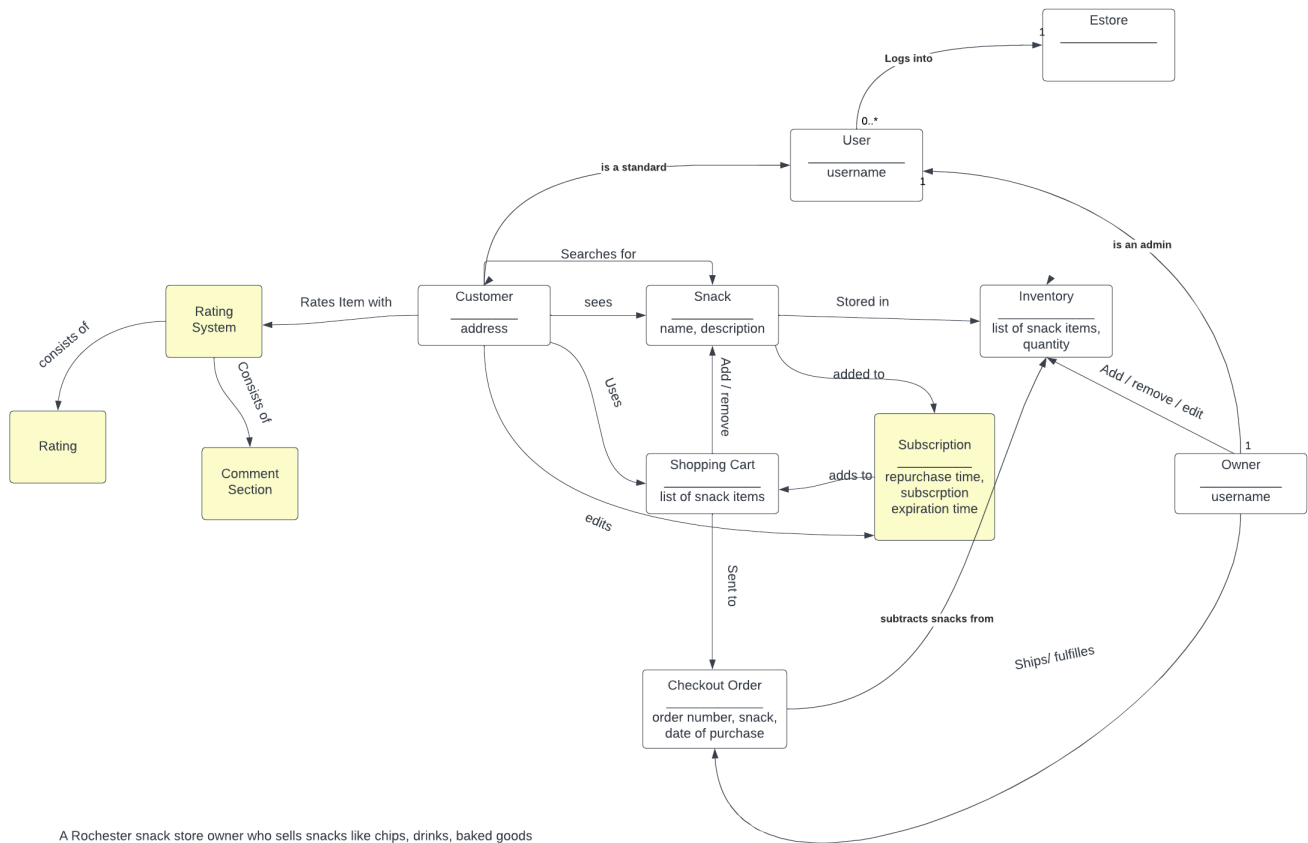 Estore
1
Logs into
0..*
User
username
1
is a standard
is an admin
Searches for
Rating
System
Rates Item with
Customer
address
sees
Snack
name, description
Stored in
Inventory
list of snack items,
quantity
consists of
Consists of
Uses
Add / remove
added to
Add / remove / edit
Rating
Comment
Section
Shopping Cart
list of snack items
adds to
Subscription
repurchase time,
subscrption
expiration time
1
Owner
username
edits
Sent to
subtracts snacks from
Ships/ fulfilles
Checkout Order
order number, snack,
date of purchase
A Rochester snack store owner who sells snacks like chips, drinks, baked goods